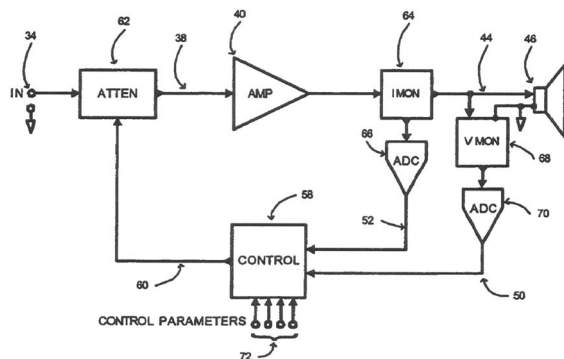 62
40
64
34
38
44
46
IN
ATTEN
AMP
I MON
V MON
66
ADC
68
58
52
ADC
70
CONTROL
60
50
CONTROL PARAMETERS
72